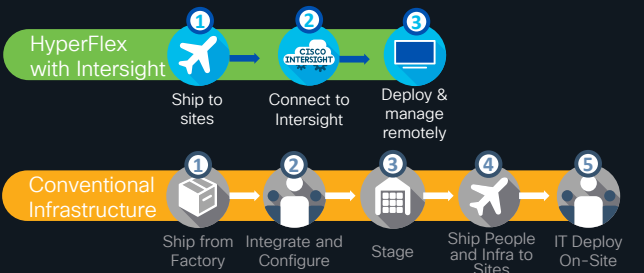 HyperFlex
with Intersight
1
2
3
CISCO
INTERSIGHT
Ship to
sites
Connect to
Intersight
Deploy &
manage
remotely
Conventional
Infrastructure
1
2
3
4
5
Ship from
Factory
Integrate and
Configure
Stage
Ship People
and Infra to
Sites
IT Deploy
On-Site